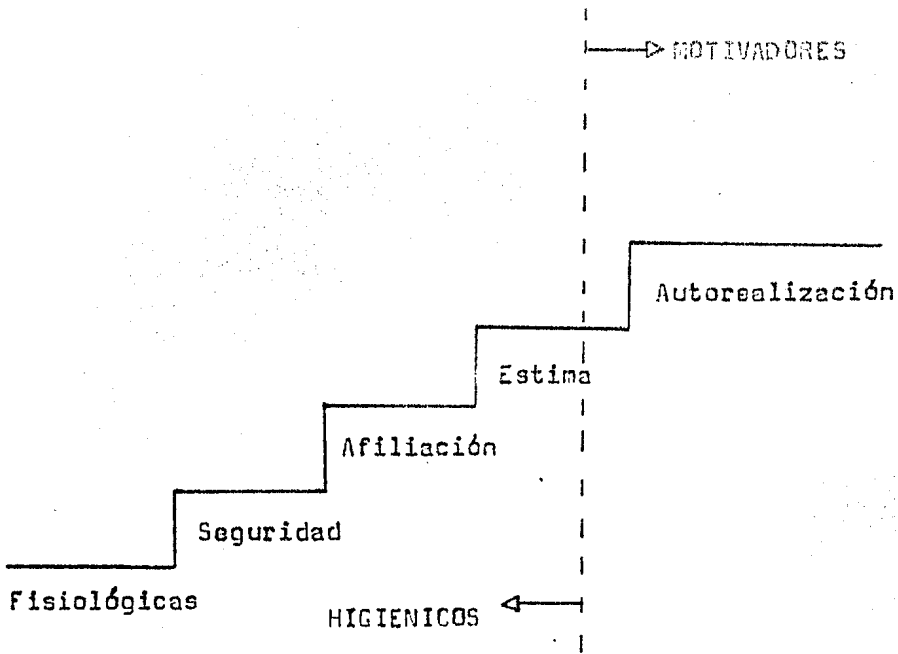 MOTIVADORES
Autorealización
Estima
Afiliación
Seguridad
Fisiológicas
HIGIENICOS